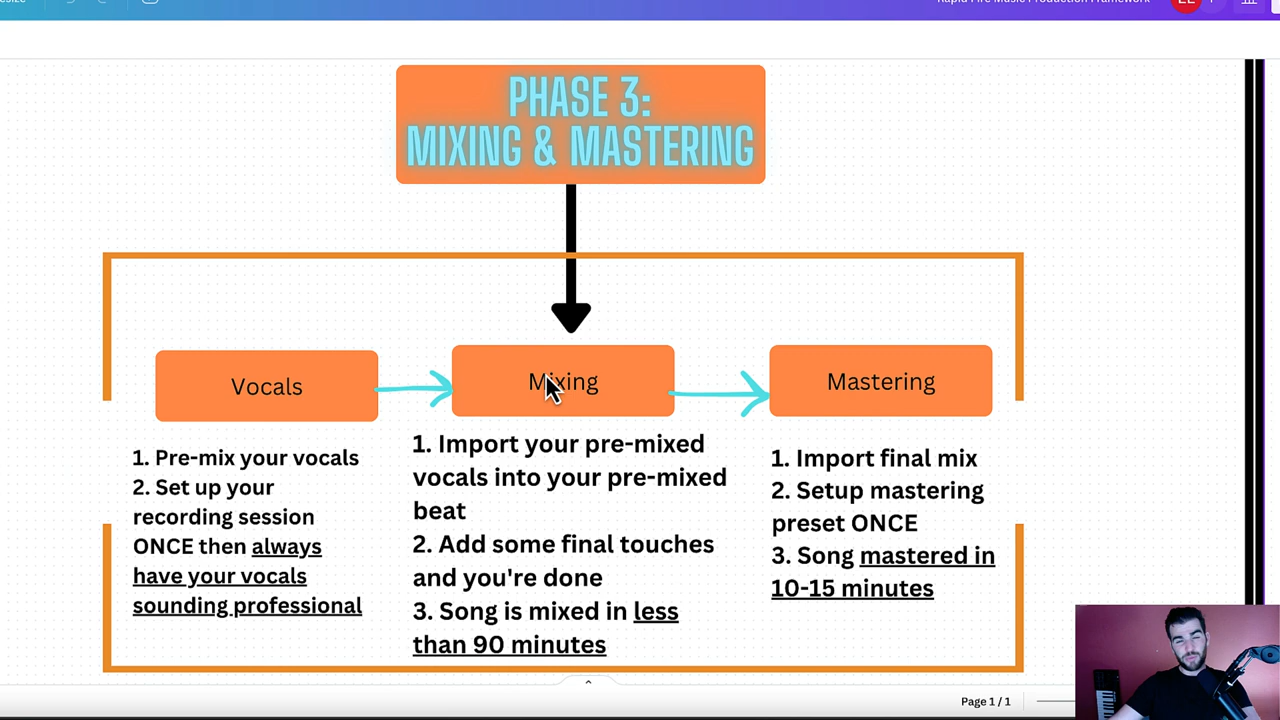 Rapid Fire Music Production Framework
PHASE 3:
MIXING & MASTERING
Vocals
Mixing
Mastering
1. Pre-mix your vocals
2. Set up your
recording session
ONCE then always
have your vocals
sounding professional
1. Import your pre-mixed
vocals into your pre-mixed
beat
2. Add some final touches
and you're done
3. Song is mixed in less
than 90 minutes
1. Import final mix
2. Setup mastering
preset ONCE
3. Song mastered in
10-15 minutes
Page 1 / 1